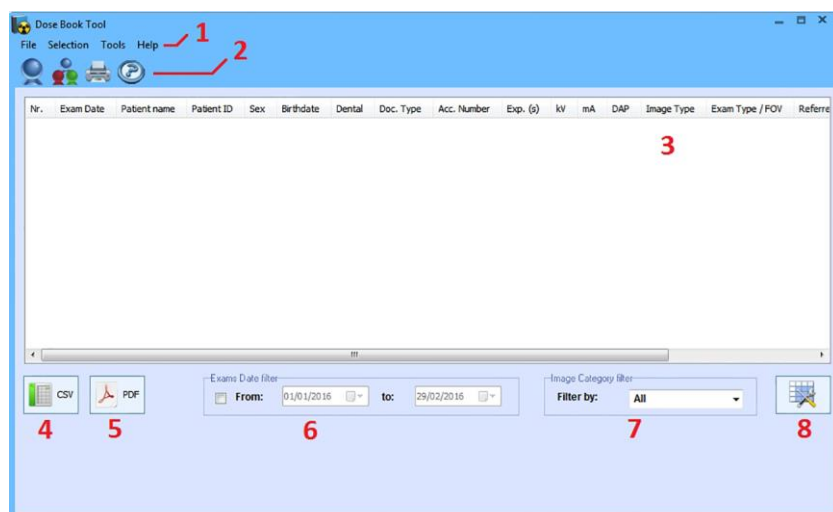 Dose Book Tool
File Selection Tools Help 1
2
Nr. Exam Date Patient name Patient ID Sex Birthdate Dental Doc. Type Acc. Number Exp. (s) kV mA DAP Image Type Exam Type / FOV Referre
3
Exams Date filter Image Category filter
CSV PDF From: 01/01/2016 to: 29/02/2016 Filter by: All
4 5 6 7 8